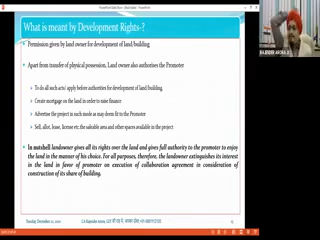 What is meant by Development Rights-?
Permission given by land owner for development of land/building
Apart from transfer of physical possession, Land owner also authorises the Promoter
To do all such acts/ apply before authorities for development of land/building
Create mortgage on the land in order to raise finance
Advertise the project in such mode as may deem fit to the Promoter
Sell, allot, lease, license etc the saleable area and other spaces available in the project
In nutshell landowner gives all its rights over the land and gives full authority to the promoter to enjoy
the land in the manner of his choice. For all purposes, therefore, the landowner extinguishes its interest
in the land in favor of promoter on execution of collaboration agreement in consideration of
construction of its share of building.
Tuesday, December 22, 2020
15
RAJENDER ARORA